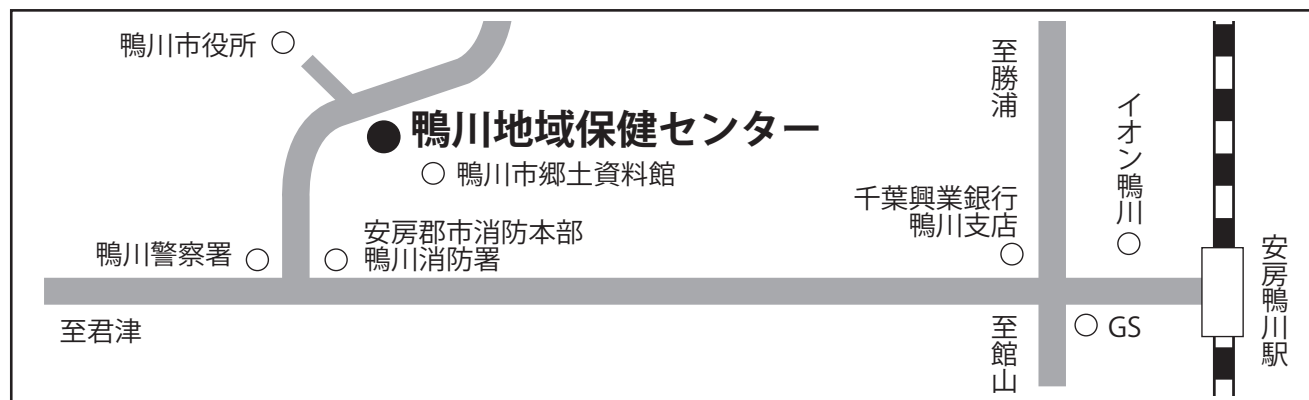 鴨川市役所
鴨川地域保健センター
鴨川市郷土資料館
鴨川警察署
安房郡市消防本部
鴨川消防署
至君津
至勝浦
イオン鴨川
千葉興業銀行
鴨川支店
至館山
GS
安房鴨川駅